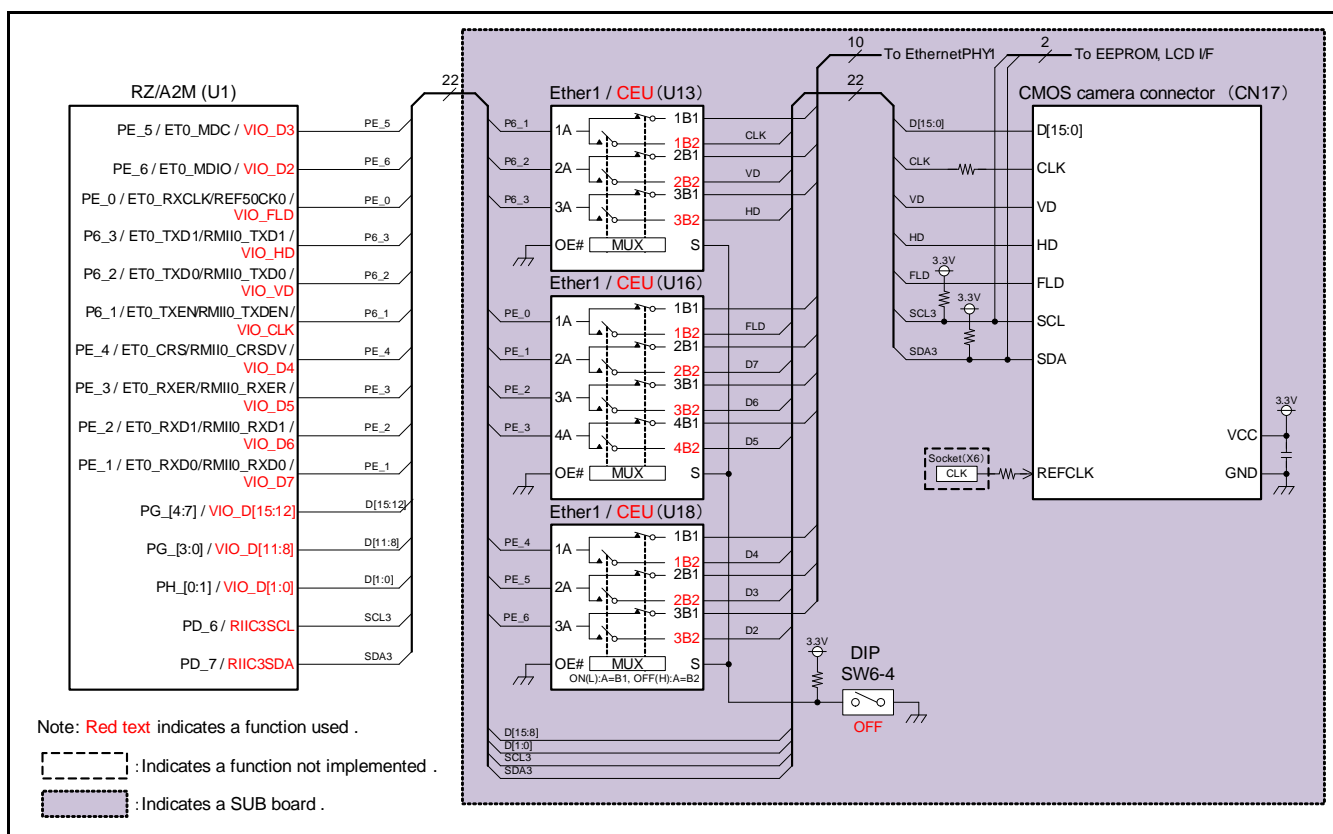 RZ/A2M (U1)
PE_5 / ET0_MDC / VIO_D3
PE_6 / ET0_MDIO / VIO_D2
PE_0 / ET0_RXCLK/REF50CK0 /
VIO_FLD
P6_3 / ET0_TXD1/RMII0_TXD1 /
VIO_HD
P6_2 / ET0_TXD0/RMII0_TXD0 /
VIO_VD
P6_1 / ET0_TXEN/RMII0_TXDEN /
VIO_CLK
PE_4 / ET0_CRS/RMII0_CRSDV /
VIO_D4
PE_3 / ET0_RXER/RMII0_RXER /
VIO_D5
PE_2 / ET0_RXD1/RMII0_RXD1 /
VIO_D6
PE_1 / ET0_RXD0/RMII0_RXD0 /
VIO_D7
PG_[4:7] / VIO_D[15:12]
PG_[3:0] / VIO_D[11:8]
PH_[0:1] / VIO_D[1:0]
PD_6 / RIIC3SCL
PD_7 / RIIC3SDA
PE_5
PE_6
PE_0
P6_3
P6_2
P6_1
PE_4
PE_3
PE_2
PE_1
D[15:12]
D[11:8]
D[1:0]
SCL3
SDA3
22
Ether1 / CEU (U13)
P6_1
P6_2
P6_3
1A
2A
3A
OE#
MUX
S
1B1
1B2
2B1
2B2
3B1
3B2
CLK
VD
HD
Ether1 / CEU (U16)
PE_0
PE_1
PE_2
PE_3
1A
2A
3A
4A
OE#
MUX
S
1B1
1B2
2B1
2B2
3B1
3B2
4B1
4B2
FLD
D7
D6
D5
Ether1 / CEU (U18)
PE_4
PE_5
PE_6
1A
2A
3A
OE#
MUX
S
ON(L):A=B1, OFF(H):A=B2
1B1
1B2
2B1
2B2
3B1
3B2
D4
D3
D2
D[15:8]
D[1:0]
SCL3
SDA3
10
To EthernetPHY1
22
2
To EEPROM, LCD I/F
CMOS camera connector (CN17)
D[15:0]
CLK
VD
HD
FLD
SCL3
SDA3
3.3V
3.3V
D[15:0]
CLK
VD
HD
FLD
SCL
SDA
REFCLK
VCC
GND
3.3V
Socket(X6)
CLK
3.3V
DIP
SW6-4
OFF
Note: Red text indicates a function used .
: Indicates a function not implemented .
: Indicates a SUB board .